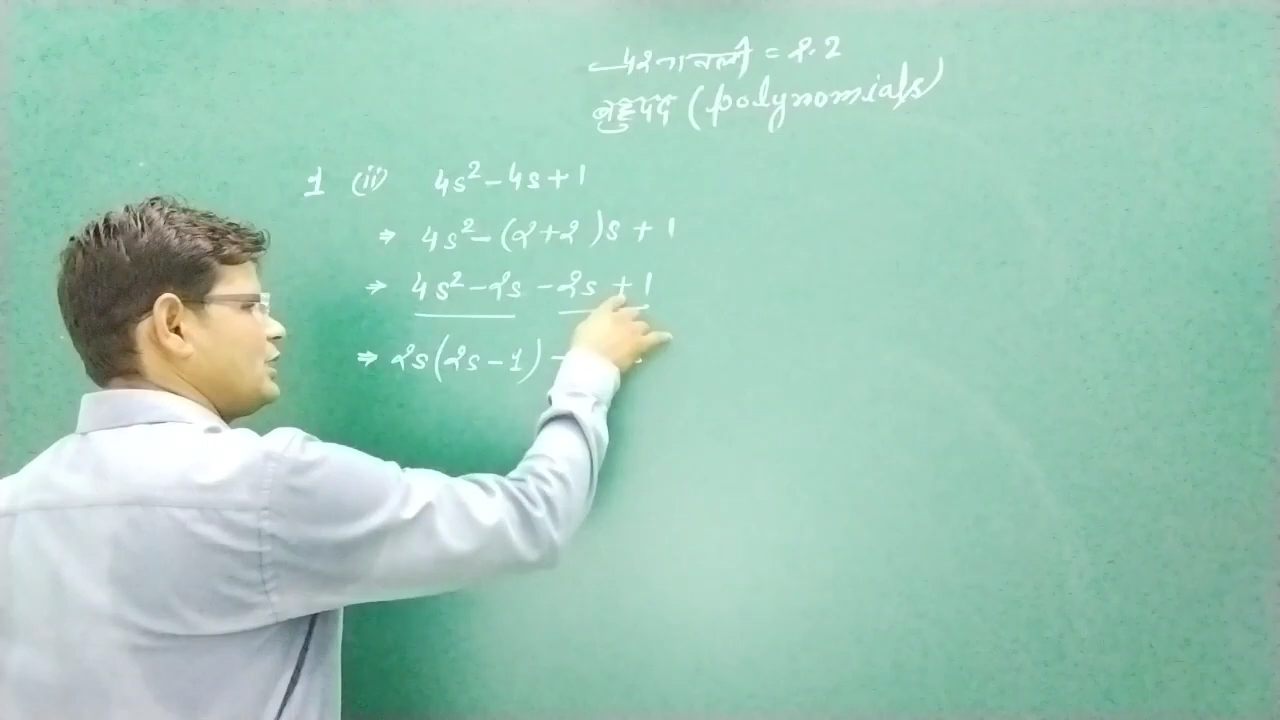 प्रश्नावली = 2.2
बहुपद (polynomials)
1 (ii) 4s² - 4s + 1
⇒ 4s² - (2+2)s + 1
⇒ 4s² - 2s - 2s + 1
⇒ 2s(2s - 1) -